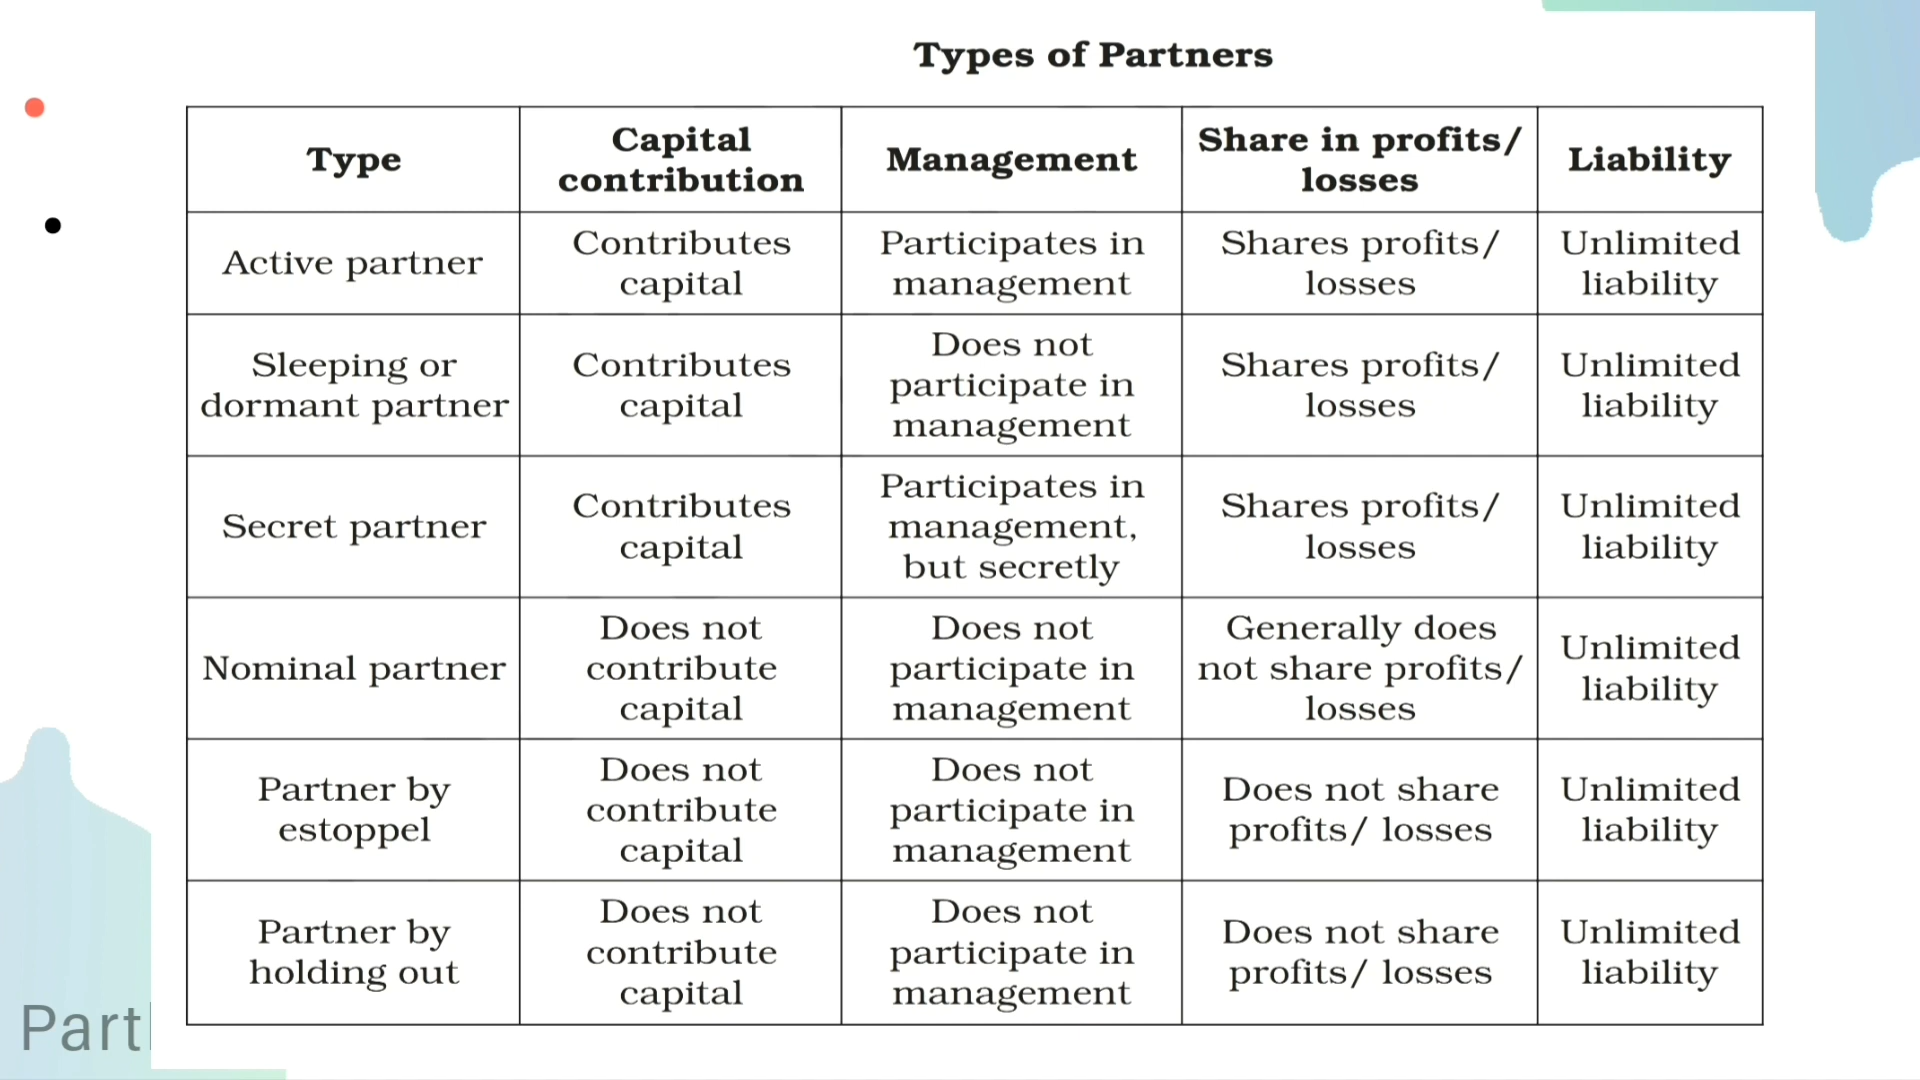 Types of Partners
Type
Capital
contribution
Management
Share in profits/
losses
Liability
Active partner
Contributes
capital
Participates in
management
Shares profits/
losses
Unlimited
liability
Sleeping or
dormant partner
Contributes
capital
Does not
participate in
management
Shares profits/
losses
Unlimited
liability
Secret partner
Contributes
capital
Participates in
management,
but secretly
Shares profits/
losses
Unlimited
liability
Nominal partner
Does not
contribute
capital
Does not
participate in
management
Generally does
not share profits/
losses
Unlimited
liability
Partner by
estoppel
Does not
contribute
capital
Does not
participate in
management
Does not share
profits/ losses
Unlimited
liability
Partner by
holding out
Does not
contribute
capital
Does not
participate in
management
Does not share
profits/ losses
Unlimited
liability
Part